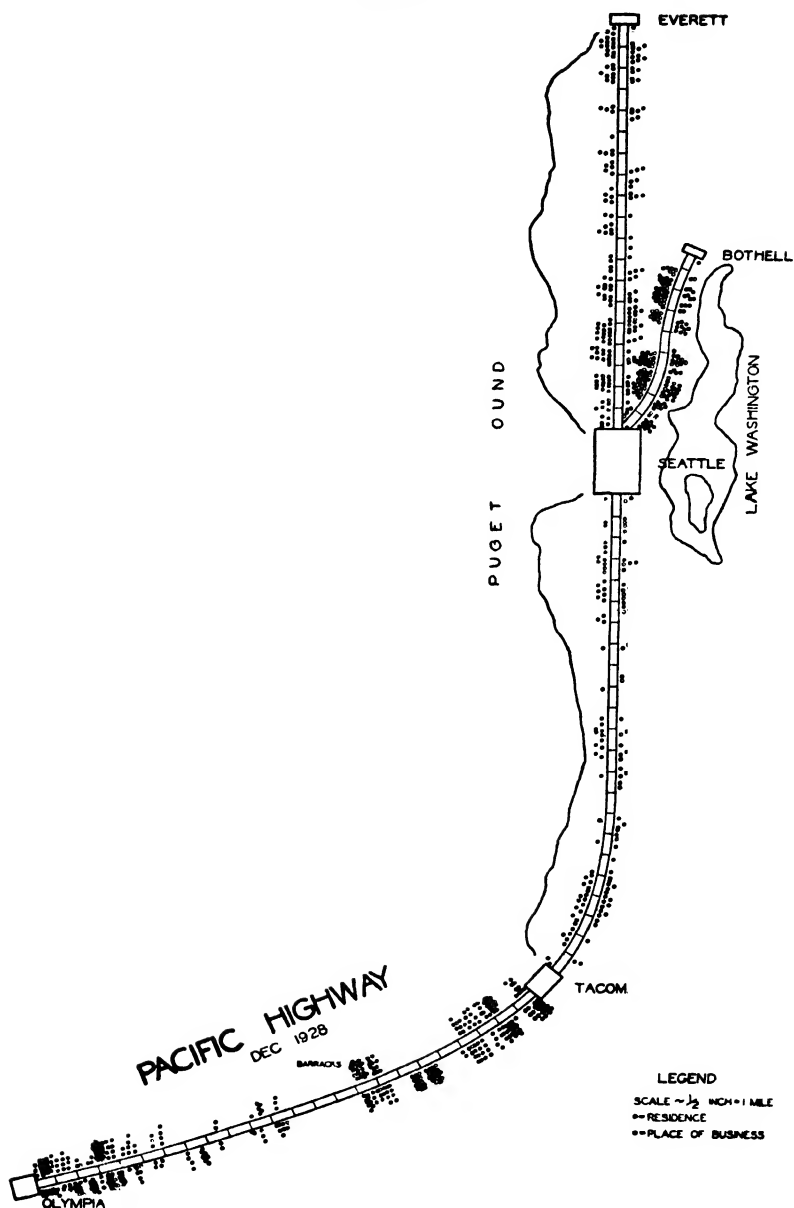 EVERETT
BOTHELL
LAKE WASHINGTON
SEATTLE
PUGET OUND
TACOM
PACIFIC HIGHWAY
DEC 1928
BARRACKS
OLYMPIA
LEGEND
SCALE ~ 1/2 INCH = 1 MILE
RESIDENCE
PLACE OF BUSINESS